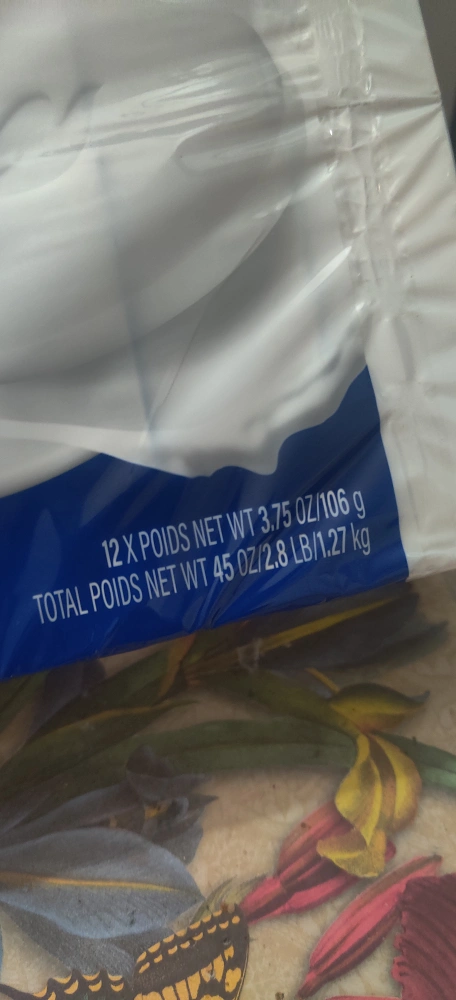 12 X POIDS NET WT 3.75 OZ/106 g
TOTAL POIDS NET WT 45 OZ/2.8 LB/1.27 kg